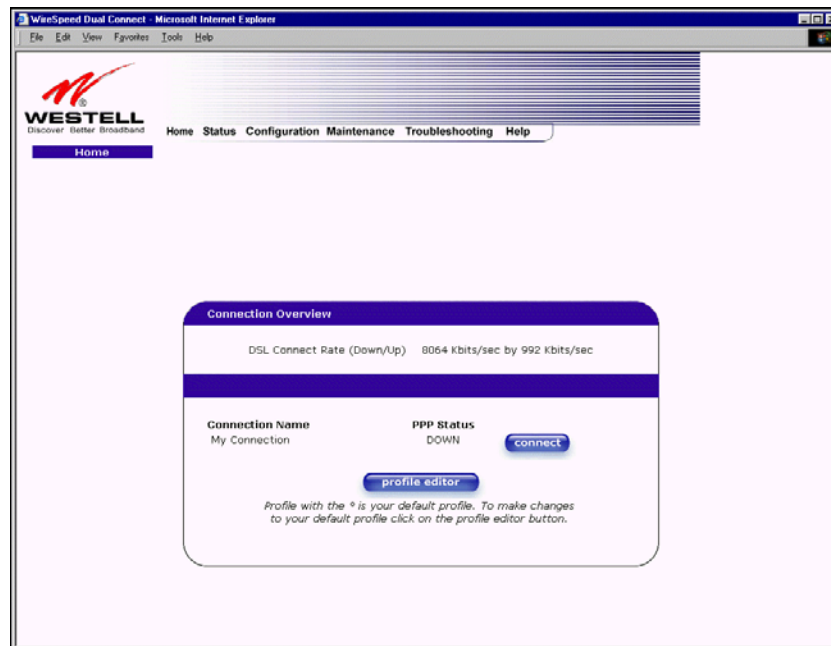 WireSpeed Dual Connect - Microsoft Internet Explorer
File Edit View Favorites Tools Help
WESTELL
®
Discover Better Broadband
Home Status Configuration Maintenance Troubleshooting Help
Home
Connection Overview
DSL Connect Rate (Down/Up) 8064 Kbits/sec by 992 Kbits/sec
Connection Name PPP Status
My Connection DOWN connect
profile editor
Profile with the * is your default profile. To make changes
to your default profile click on the profile editor button.